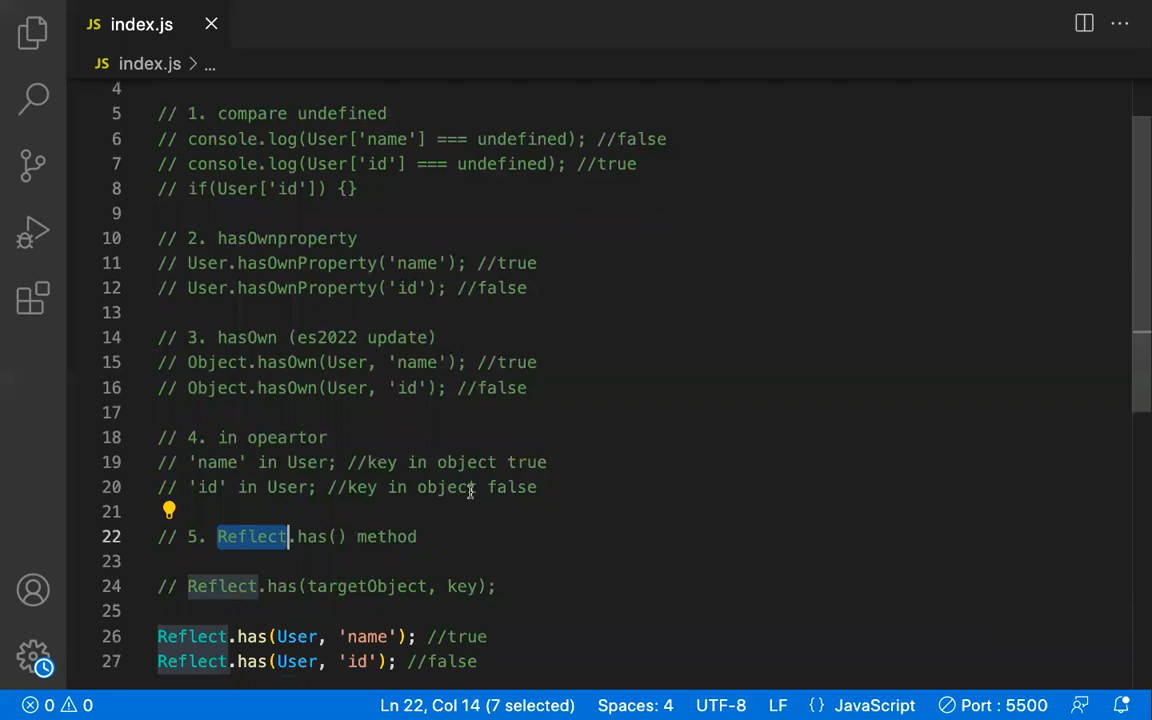 JS index.js
JS index.js > ...
4
5 // 1. compare undefined
6 // console.log(User['name'] === undefined); //false
7 // console.log(User['id'] === undefined); //true
8 // if(User['id']) {}
9
10 // 2. hasOwnproperty
11 // User.hasOwnProperty('name'); //true
12 // User.hasOwnProperty('id'); //false
13
14 // 3. hasOwn (es2022 update)
15 // Object.hasOwn(User, 'name'); //true
16 // Object.hasOwn(User, 'id'); //false
17
18 // 4. in opeartor
19 // 'name' in User; //key in object true
20 // 'id' in User; //key in object false
21
22 // 5. Reflect.has() method
23
24 // Reflect.has(targetObject, key);
25
26 Reflect.has(User, 'name'); //true
27 Reflect.has(User, 'id'); //false
0 0 Ln 22, Col 14 (7 selected) Spaces: 4 UTF-8 LF {} JavaScript Port : 5500